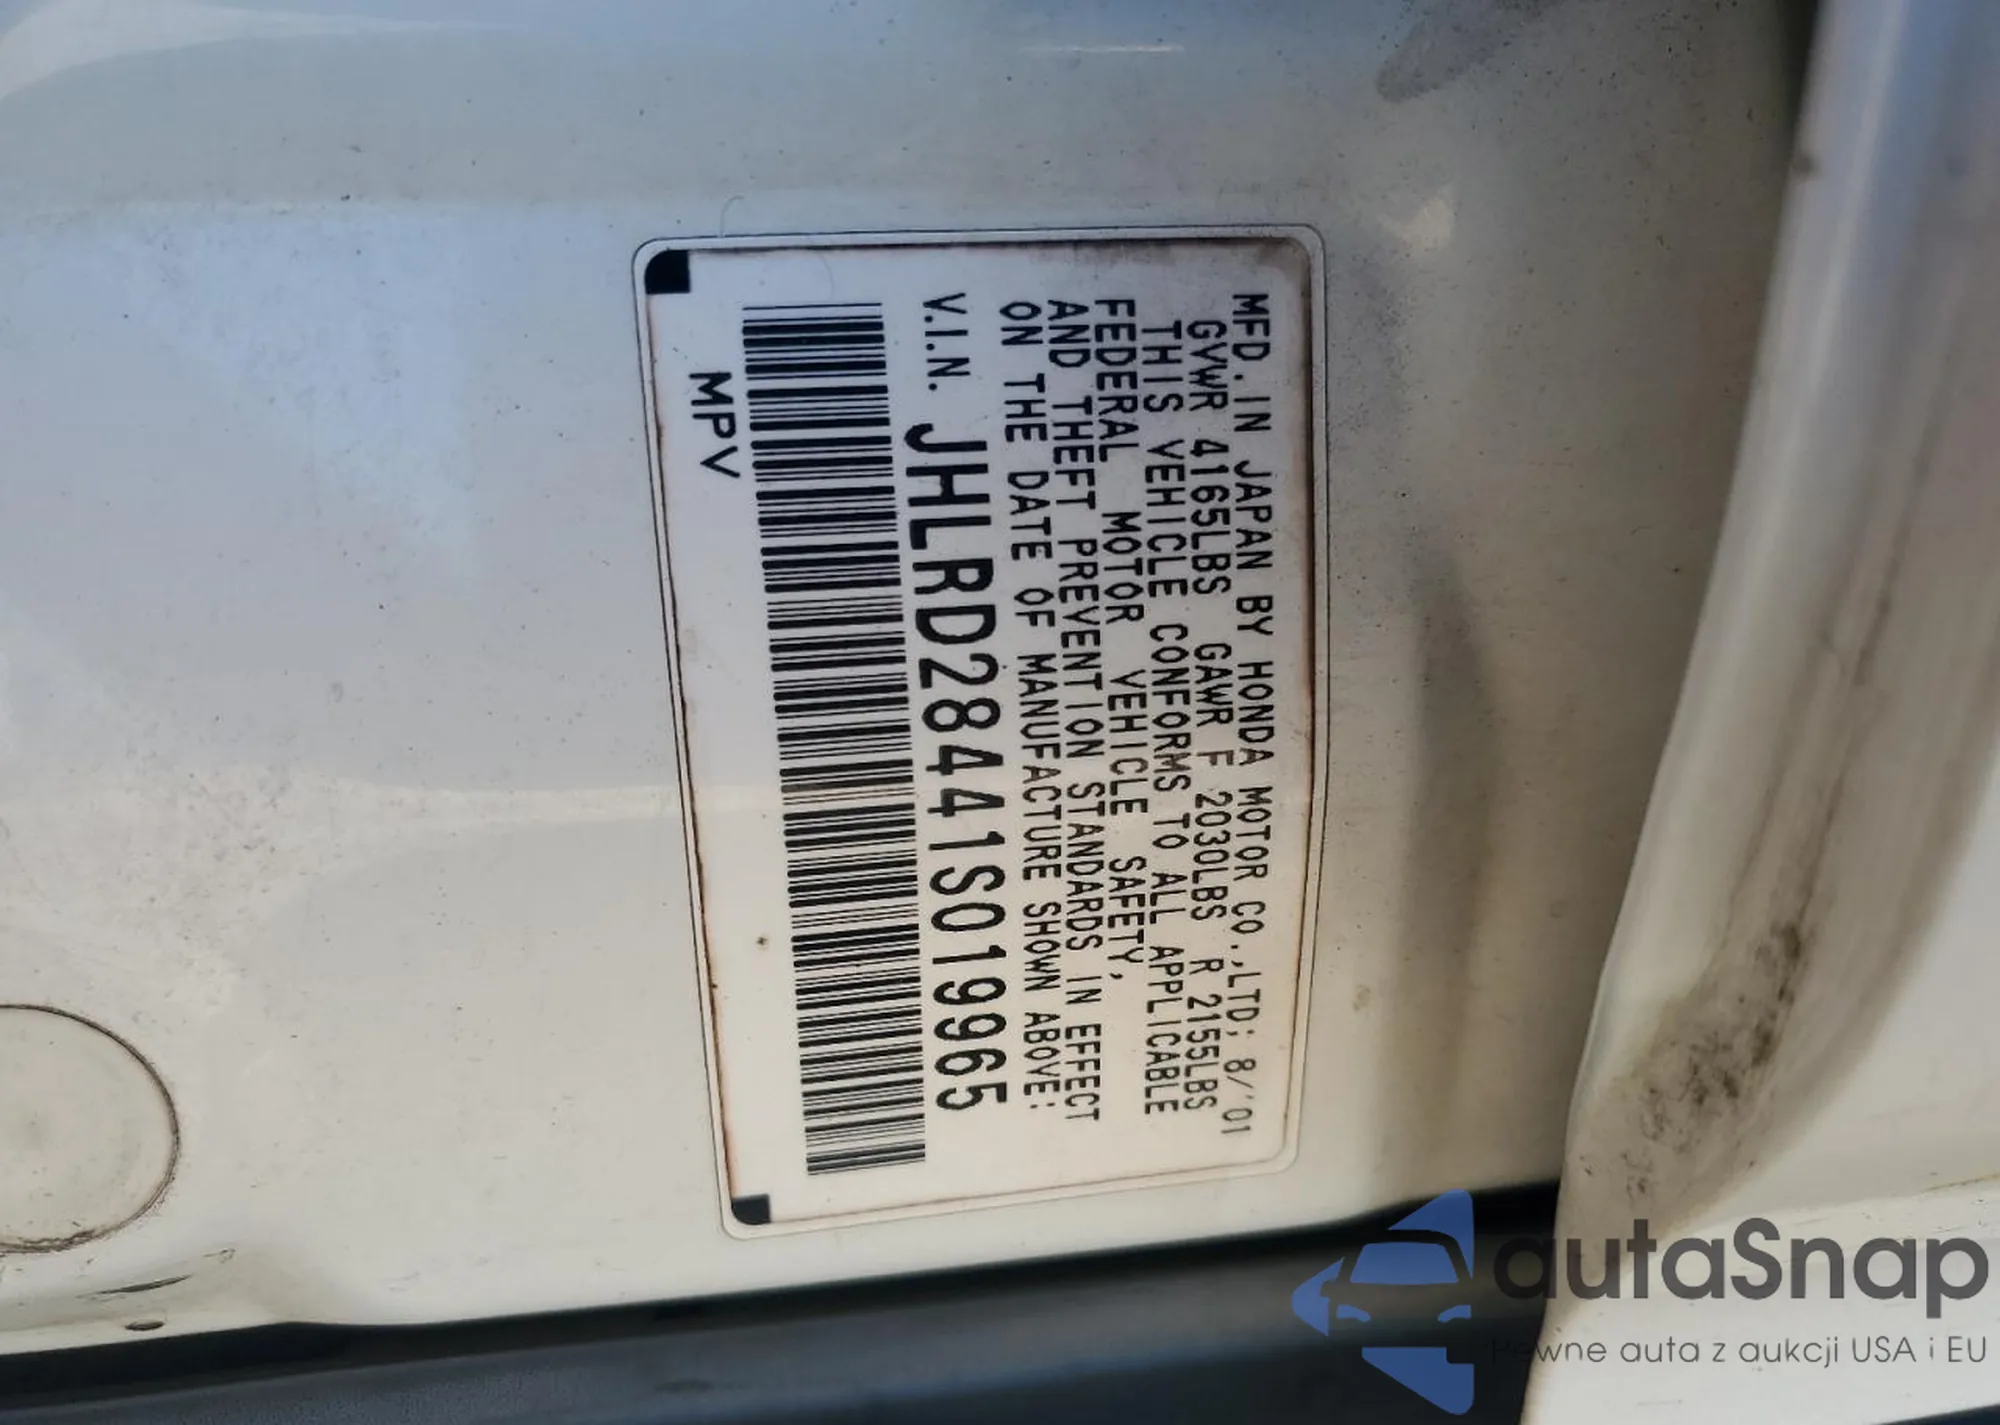 MFD. IN JAPAN BY HONDA MOTOR CO.,LTD; 8/'01
GVWR 4165LBS GAWR F 2030LBS R 2155LBS
THIS VEHICLE CONFORMS TO ALL APPLICABLE
FEDERAL MOTOR VEHICLE SAFETY,
AND THEFT PREVENTION STANDARDS IN EFFECT
ON THE DATE OF MANUFACTURE SHOWN ABOVE:
V.I.N. JHLRD28441S019965
MPV
autaSnap
Pewne auta z aukcji USA i EU